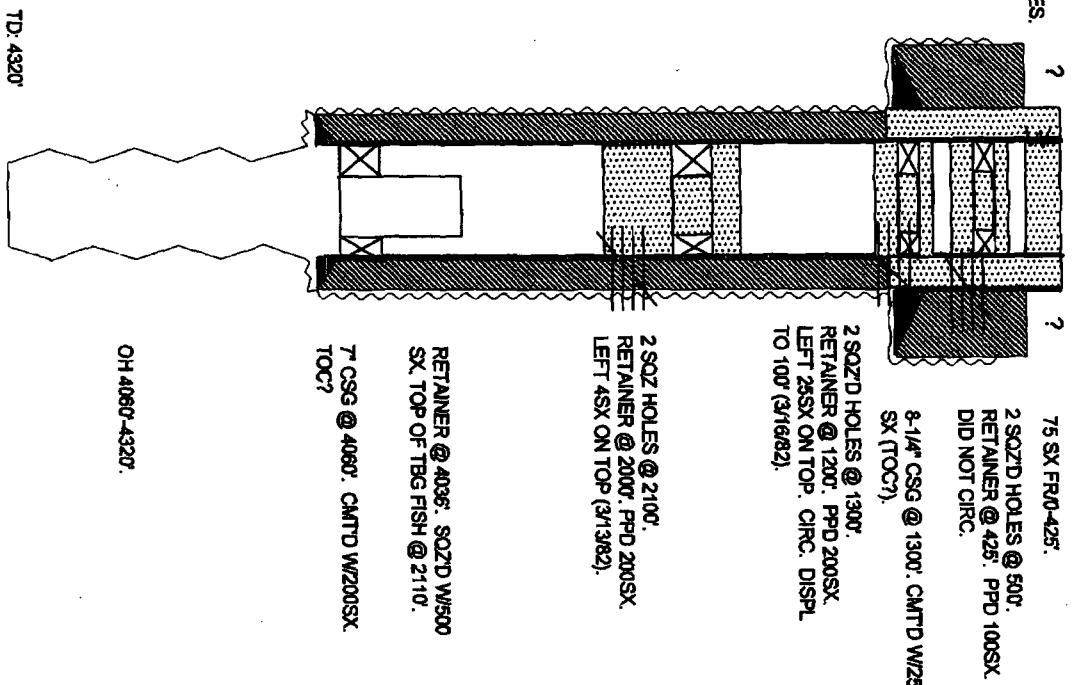 ES.
?
?
75 SX FR/0-425'.
2 SQZ'D HOLES @ 500'.
RETAINER @ 425'. PPD 100SX.
DID NOT CIRC.
8-1/4" CSG @ 1300'. CMT'D W/25
SX (TOC?).
2 SQZ'D HOLES @ 1300'.
RETAINER @ 1200'. PPD 200SX.
LEFT 25SX ON TOP. CIRC. DISPL
TO 100' (3/16/82).
2 SQZ HOLES @ 2100'.
RETAINER @ 2000'. PPD 200SX.
LEFT 4SX ON TOP (3/13/82).
RETAINER @ 4036'. SQZ'D W/500
SX. TOP OF TBG FISH @ 2110'.
7" CSG @ 4060'. CMT'D W/200SX.
TOC?
OH 4060'-4320'.
TD: 4320'